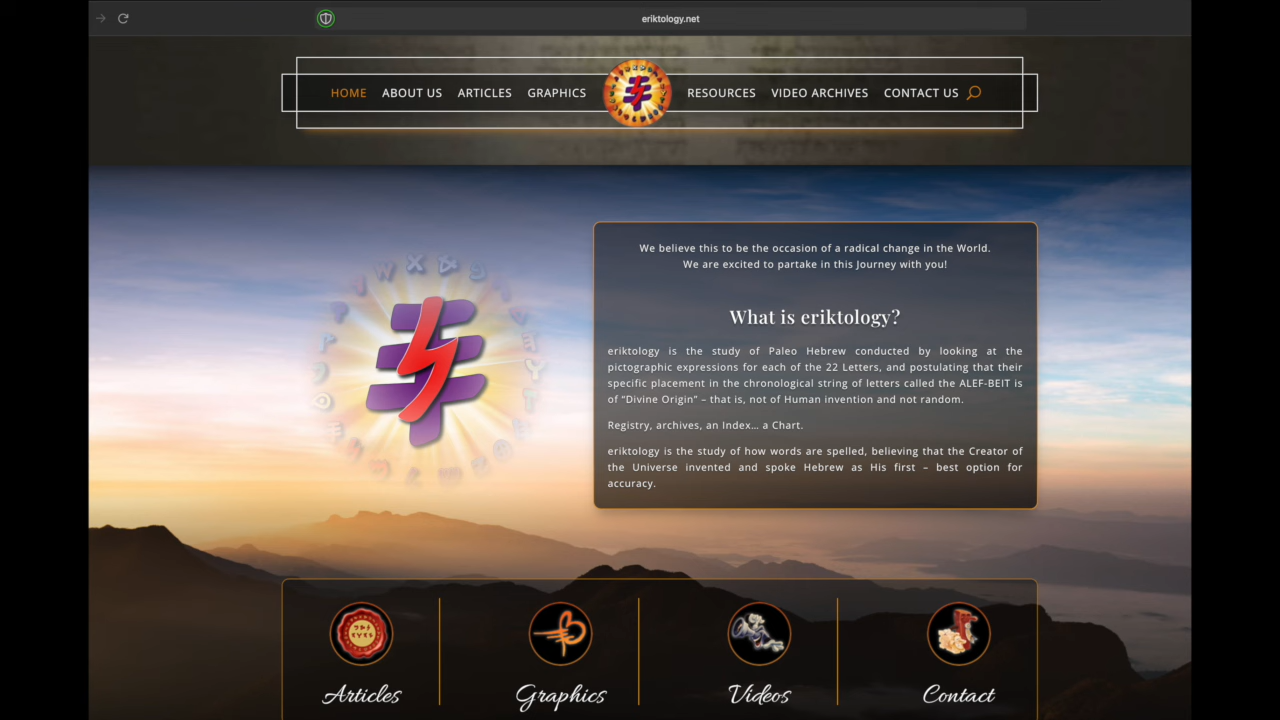 eriktology.net
HOME ABOUT US ARTICLES GRAPHICS RESOURCES VIDEO ARCHIVES CONTACT US
We believe this to be the occasion of a radical change in the World.
We are excited to partake in this Journey with you!
What is eriktology?
eriktology is the study of Paleo Hebrew conducted by looking at the
pictographic expressions for each of the 22 Letters, and postulating that their
specific placement in the chronological string of letters called the ALEF-BEIT is
of “Divine Origin” – that is, not of Human invention and not random.
Registry, archives, an Index… a Chart.
eriktology is the study of how words are spelled, believing that the Creator of
the Universe invented and spoke Hebrew as His first – best option for
accuracy.
Articles Graphics Videos Contact